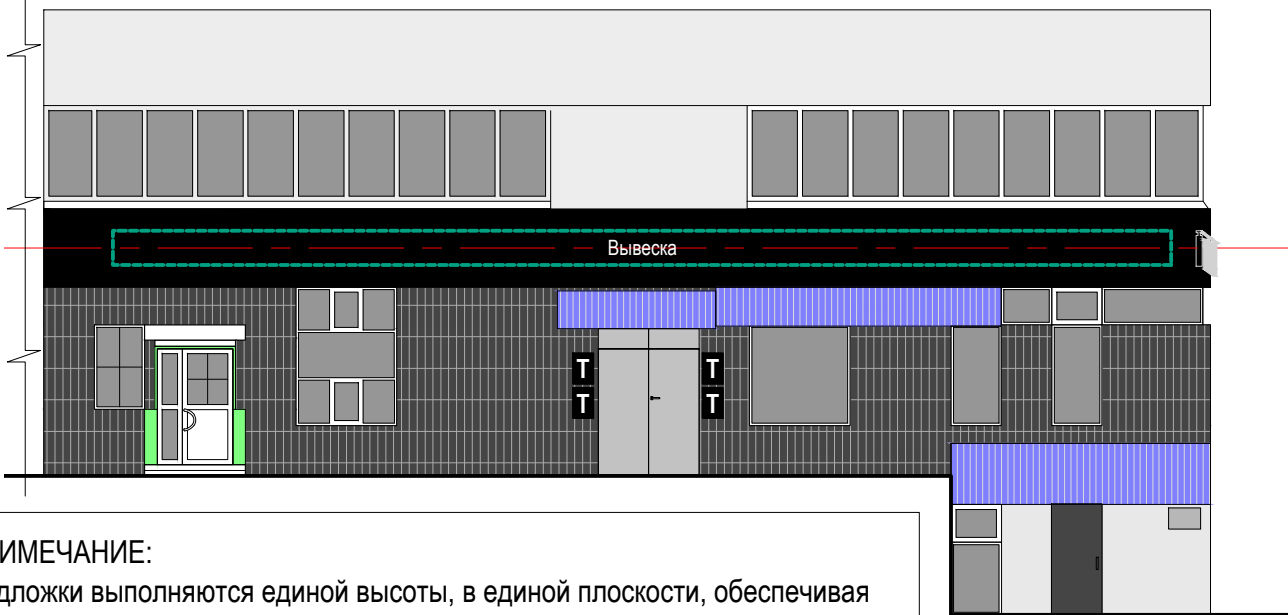 Вывеска
Т Т
Т Т
ИМЕЧАНИЕ:
дложки выполняются единой высоты, в единой плоскости, обеспечивая